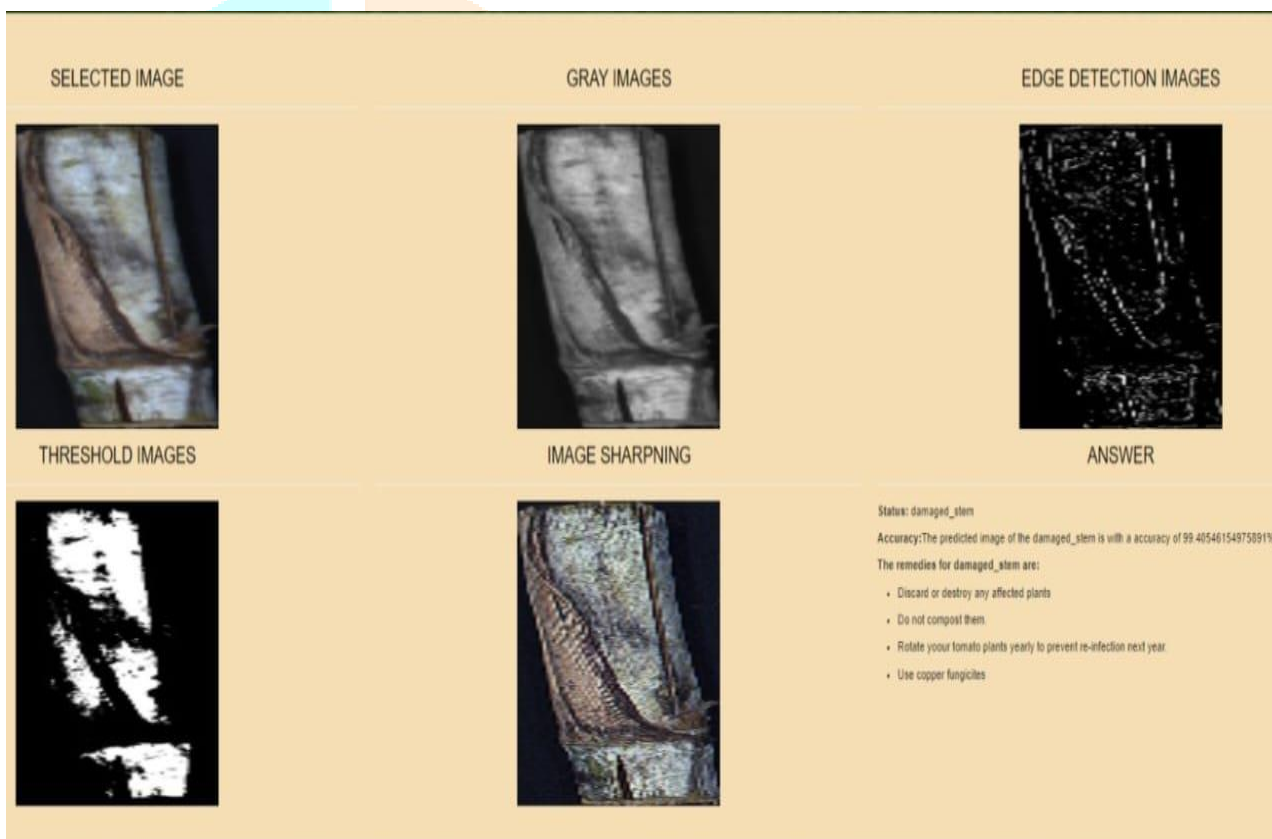 SELECTED IMAGE
GRAY IMAGES
EDGE DETECTION IMAGES
THRESHOLD IMAGES
IMAGE SHARPNING
ANSWER
Status: damaged_stem
Accuracy:The predicted image of the damaged_stem is with a accuracy of 99.40546154975891%
The remedies for damaged_stem are:
• Discard or destroy any affected plants
• Do not compost them.
• Rotate yoour tomato plants yearly to prevent re-infection next year.
• Use copper fungicites